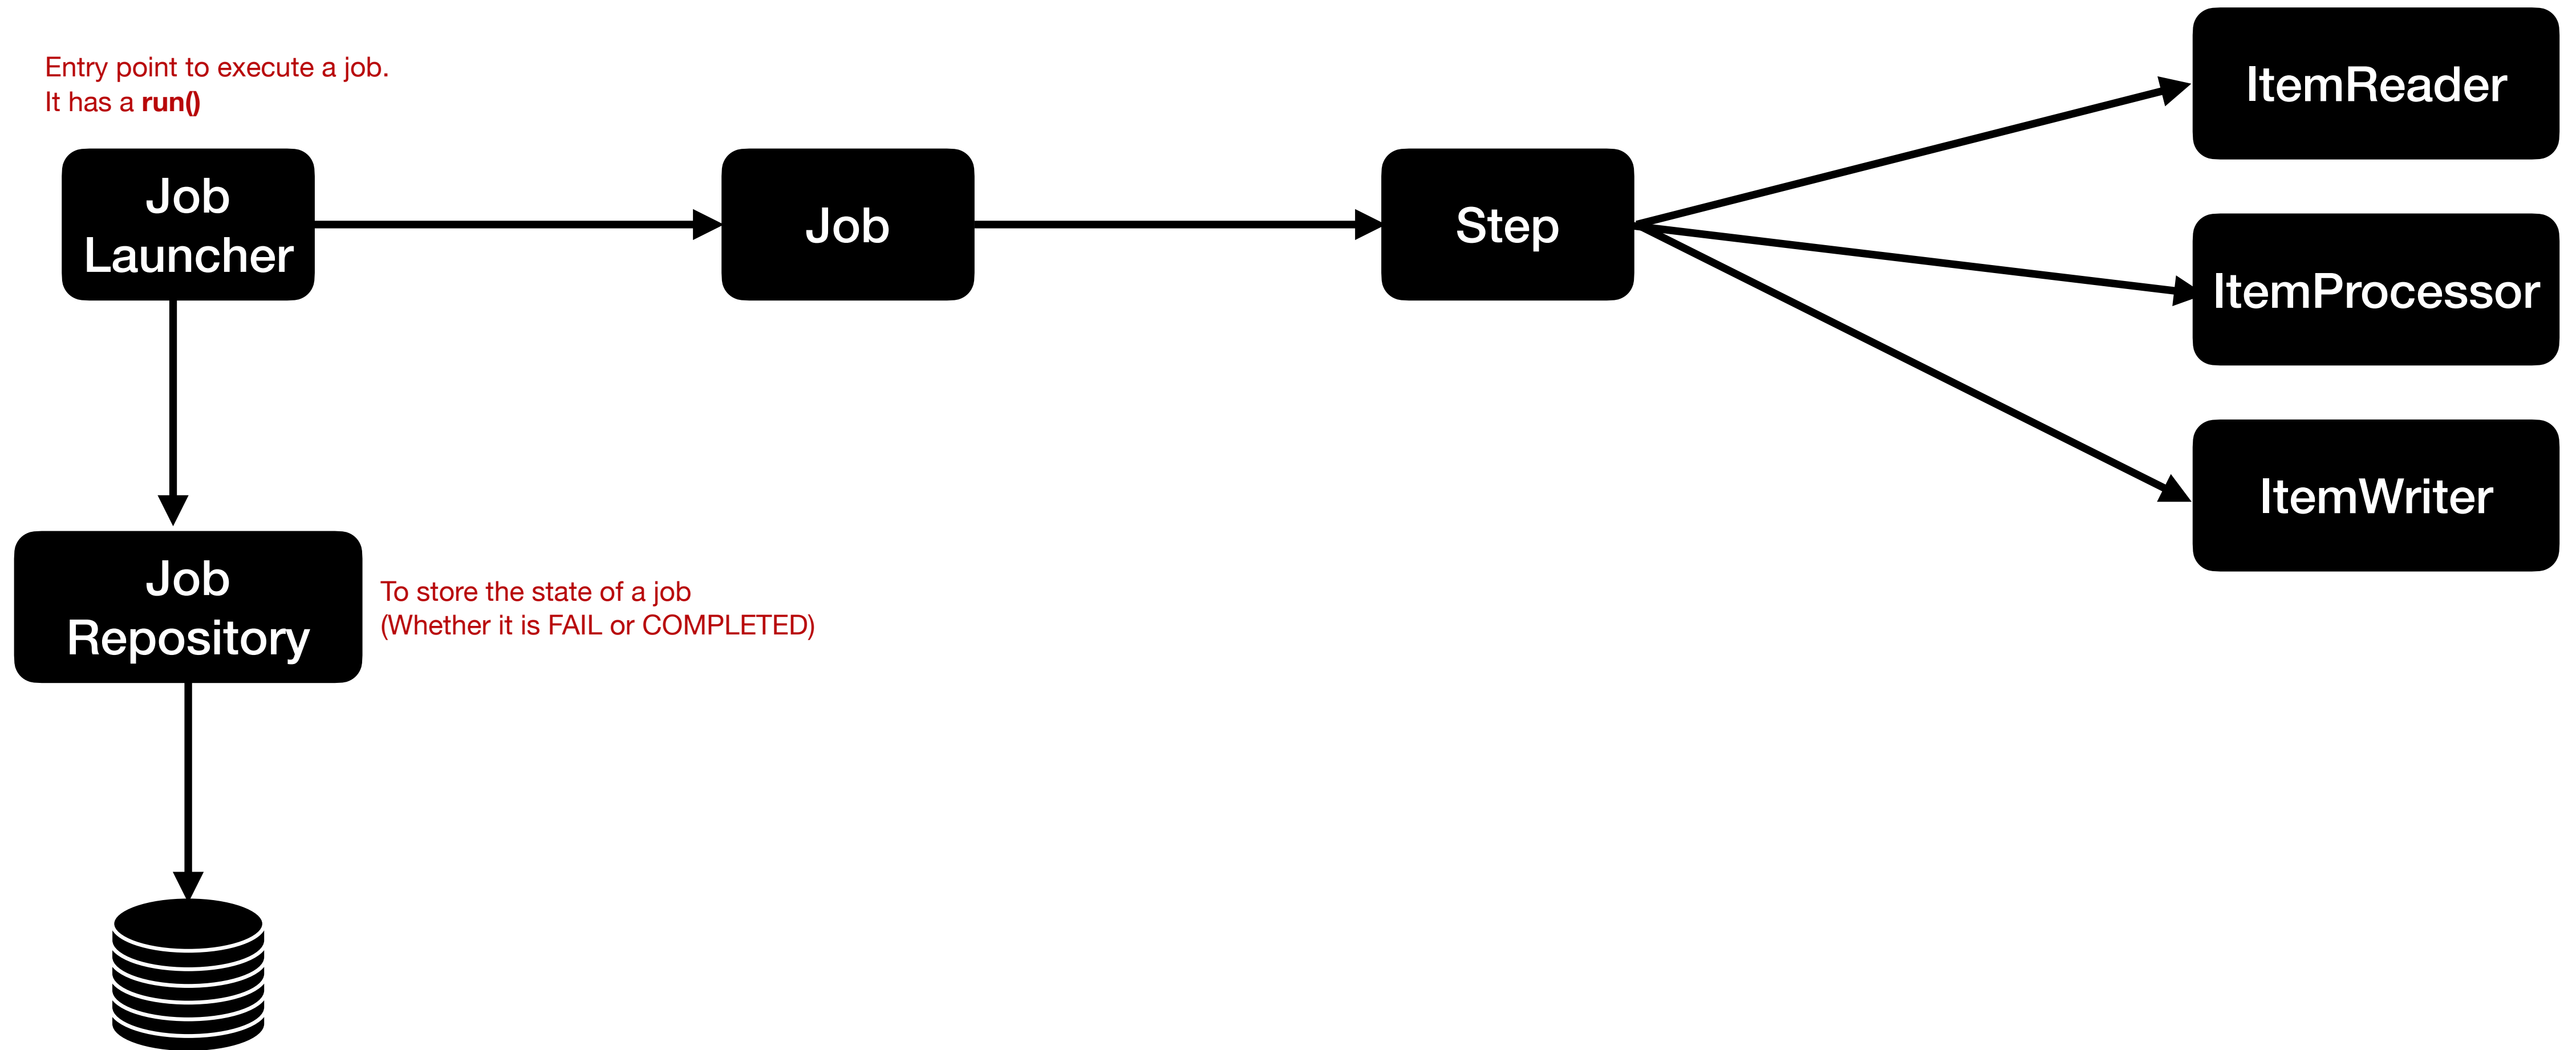 Entry point to execute a job.
It has a run()
Job
Launcher
Job
Step
ItemReader
ItemProcessor
ItemWriter
Job
Repository
To store the state of a job
(Whether it is FAIL or COMPLETED)